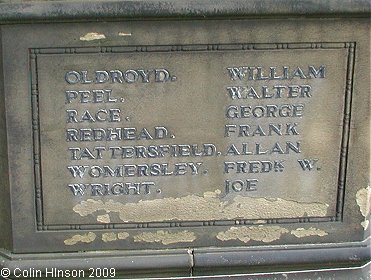 OLDROYD. WILLIAM
PEEL. WALTER
RACE. GEORGE
REDHEAD. FRANK
TATTERSFIELD. ALLAN
WOMERSLEY. FREDK W.
WRIGHT. JOE
© Colin Hinson 2009